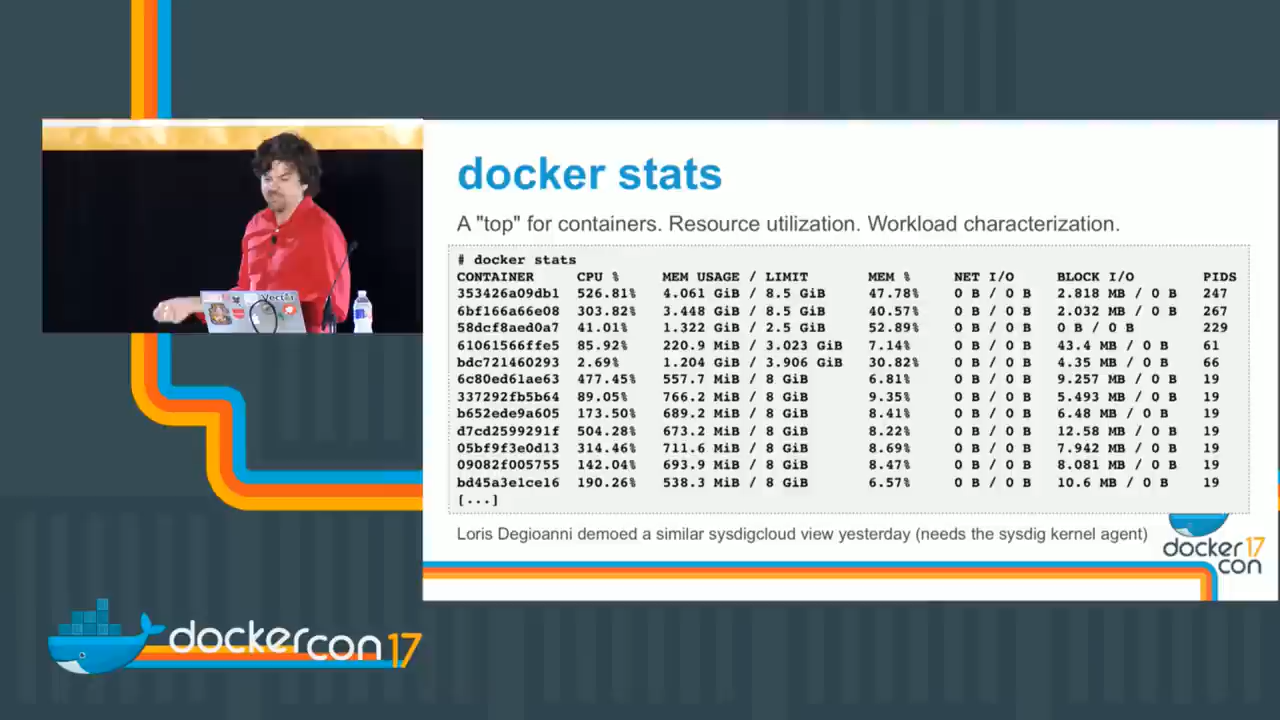 docker stats
A "top" for containers. Resource utilization. Workload characterization.
# docker stats
CONTAINER CPU % MEM USAGE / LIMIT MEM % NET I/O BLOCK I/O PIDS
353426a09db1 526.81% 4.061 GiB / 8.5 GiB 47.78% 0 B / 0 B 2.818 MB / 0 B 247
6bf166a66e08 303.82% 3.448 GiB / 8.5 GiB 40.57% 0 B / 0 B 2.032 MB / 0 B 267
58dcf8aed0a7 41.01% 1.322 GiB / 2.5 GiB 52.89% 0 B / 0 B 0 B / 0 B 229
61061566ffe5 85.92% 220.9 MiB / 3.023 GiB 7.14% 0 B / 0 B 43.4 MB / 0 B 61
bdc721460293 2.69% 1.204 GiB / 3.906 GiB 30.82% 0 B / 0 B 4.35 MB / 0 B 66
6c80ed61ae63 477.45% 557.7 MiB / 8 GiB 6.81% 0 B / 0 B 9.257 MB / 0 B 19
337292fb5b64 89.05% 766.2 MiB / 8 GiB 9.35% 0 B / 0 B 5.493 MB / 0 B 19
b652ede9a605 173.50% 689.2 MiB / 8 GiB 8.41% 0 B / 0 B 6.48 MB / 0 B 19
d7cd2599291f 504.28% 673.2 MiB / 8 GiB 8.22% 0 B / 0 B 12.58 MB / 0 B 19
05bf9f3e0d13 314.46% 711.6 MiB / 8 GiB 8.69% 0 B / 0 B 7.942 MB / 0 B 19
09082f005755 142.04% 693.9 MiB / 8 GiB 8.47% 0 B / 0 B 8.081 MB / 0 B 19
bd45a3e1ce16 190.26% 538.3 MiB / 8 GiB 6.57% 0 B / 0 B 10.6 MB / 0 B 19
[...]
Loris Degioanni demoed a similar sysdigcloud view yesterday (needs the sysdig kernel agent)
docker 17
con
Vector
dockercon 17